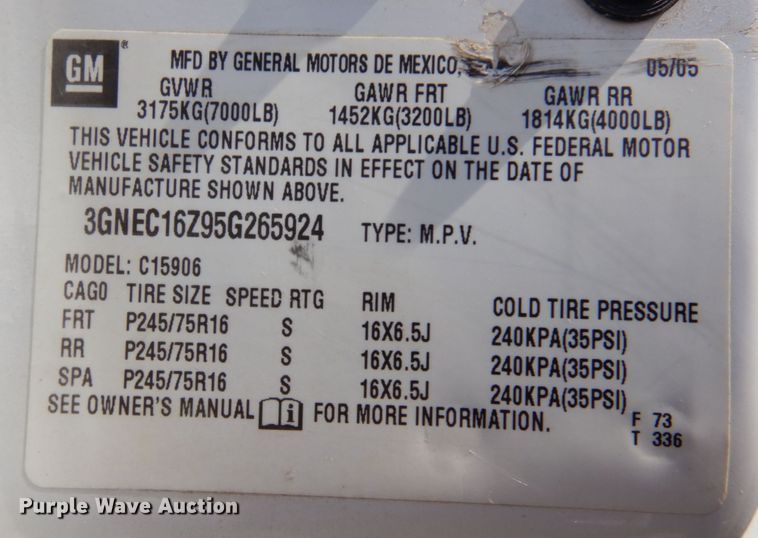 GM ® MFD BY GENERAL MOTORS DE MEXICO, 05/05
GVWR GAWR FRT GAWR RR
3175KG(7000LB) 1452KG(3200LB) 1814KG(4000LB)
THIS VEHICLE CONFORMS TO ALL APPLICABLE U.S. FEDERAL MOTOR
VEHICLE SAFETY STANDARDS IN EFFECT ON THE DATE OF
MANUFACTURE SHOWN ABOVE.
3GNEC16Z95G265924 TYPE: M.P.V.
MODEL: C15906
CAG0 TIRE SIZE SPEED RTG RIM COLD TIRE PRESSURE
FRT P245/75R16 S 16X6.5J 240KPA(35PSI)
RR P245/75R16 S 16X6.5J 240KPA(35PSI)
SPA P245/75R16 S 16X6.5J 240KPA(35PSI)
SEE OWNER'S MANUAL i FOR MORE INFORMATION.
F 73
T 336
Purple Wave Auction